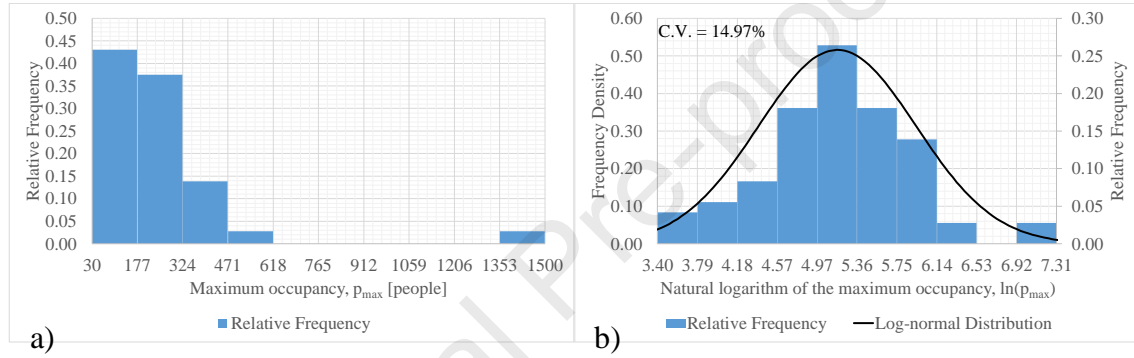 0.50
0.45
0.40
0.35
0.30
0.25
0.20
0.15
0.10
0.05
0.00
Relative Frequency
30 177 324 471 618 765 912 1059 1206 1353 1500
Maximum occupancy, pmax [people]
Relative Frequency
a)
C.V. = 14.97%
0.60
0.50
0.40
0.30
0.20
0.10
0.00
Frequency Density
0.30
0.25
0.20
0.15
0.10
0.05
0.00
Relative Frequency
3.40 3.79 4.18 4.57 4.97 5.36 5.75 6.14 6.53 6.92 7.31
Natural logarithm of the maximum occupancy, ln(pmax)
Relative Frequency Log-normal Distribution
b)
al Pre-proo